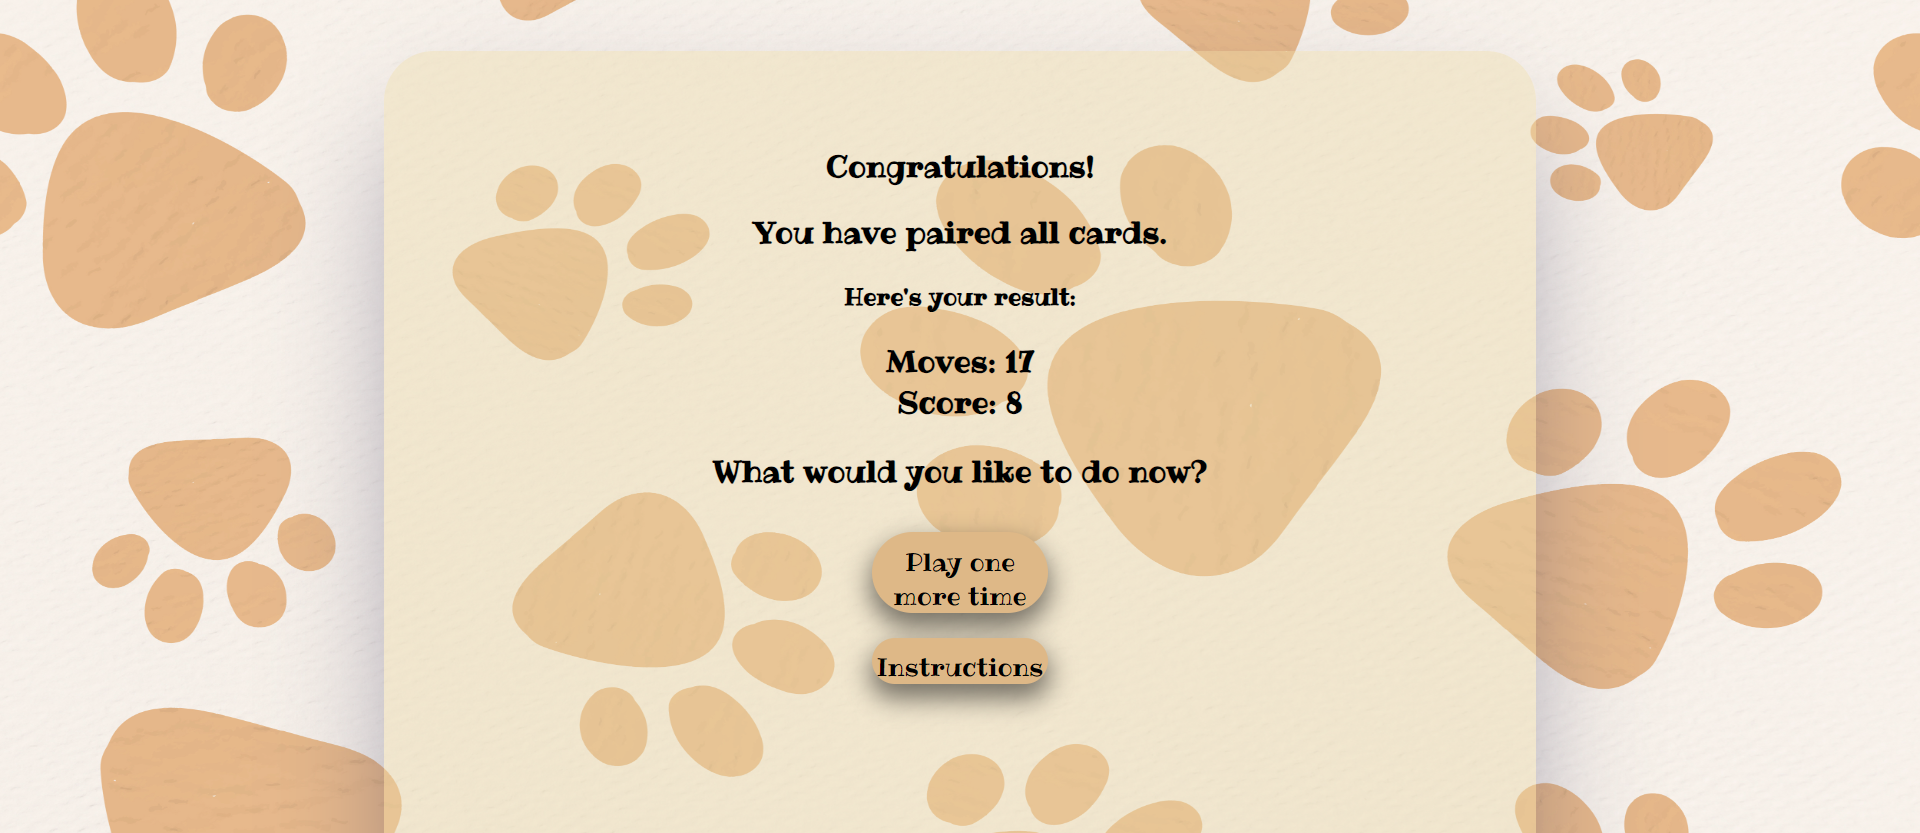 Congratulations!
You have paired all cards.
Here's your result:
Moves: 17
Score: 8
What would you like to do now?
Play one
more time
Instructions